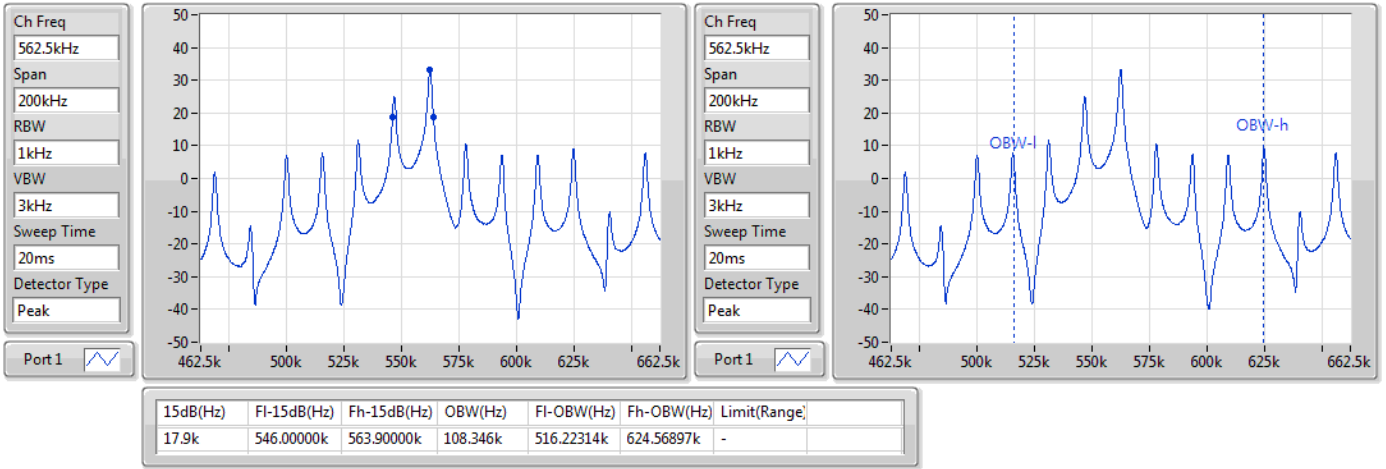 Ch Freq
562.5kHz
Span
200kHz
RBW
1kHz
VBW
3kHz
Sweep Time
20ms
Detector Type
Peak
Port 1
50
40
30
20
10
0
-10
-20
-30
-40
-50
462.5k 500k 525k 550k 575k 600k 625k 662.5k
Ch Freq
562.5kHz
Span
200kHz
RBW
1kHz
VBW
3kHz
Sweep Time
20ms
Detector Type
Peak
Port 1
50
40
30
20
10
0
-10
-20
-30
-40
-50
OBW-l
OBW-h
462.5k 500k 525k 550k 575k 600k 625k 662.5k
15dB(Hz) Fl-15dB(Hz) Fh-15dB(Hz) OBW(Hz) Fl-OBW(Hz) Fh-OBW(Hz) Limit(Range)
17.9k 546.00000k 563.90000k 108.346k 516.22314k 624.56897k -